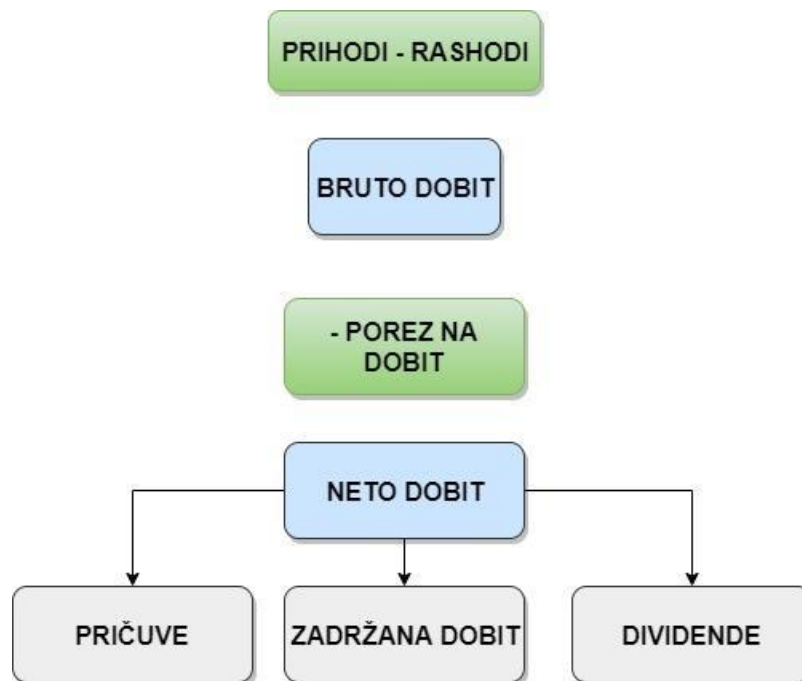 PRIHODI - RASHODI
BRUTO DOBIT
- POREZ NA
DOBIT
NETO DOBIT
PRIČUVE
ZADRŽANA DOBIT
DIVIDENDE